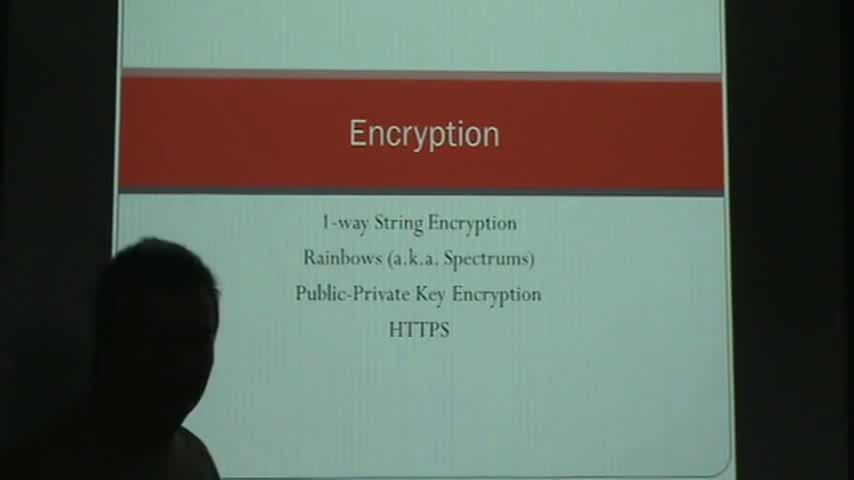 Encryption
1-way String Encryption
Rainbows (a.k.a. Spectrums)
Public-Private Key Encryption
HTTPS